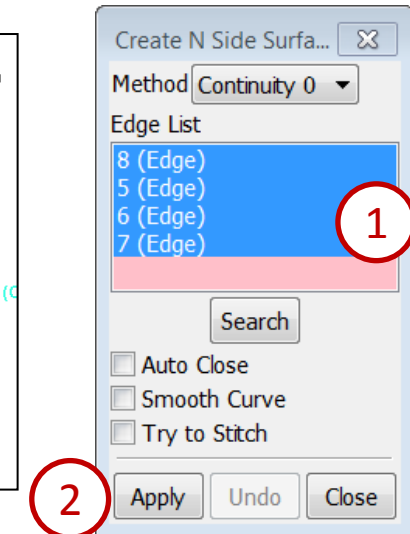 Create N Side Surfa...
Method Continuity 0
Edge List
8 (Edge)
5 (Edge)
6 (Edge)
7 (Edge)
1
(C
Search
Auto Close
Smooth Curve
Try to Stitch
2
Apply Undo Close